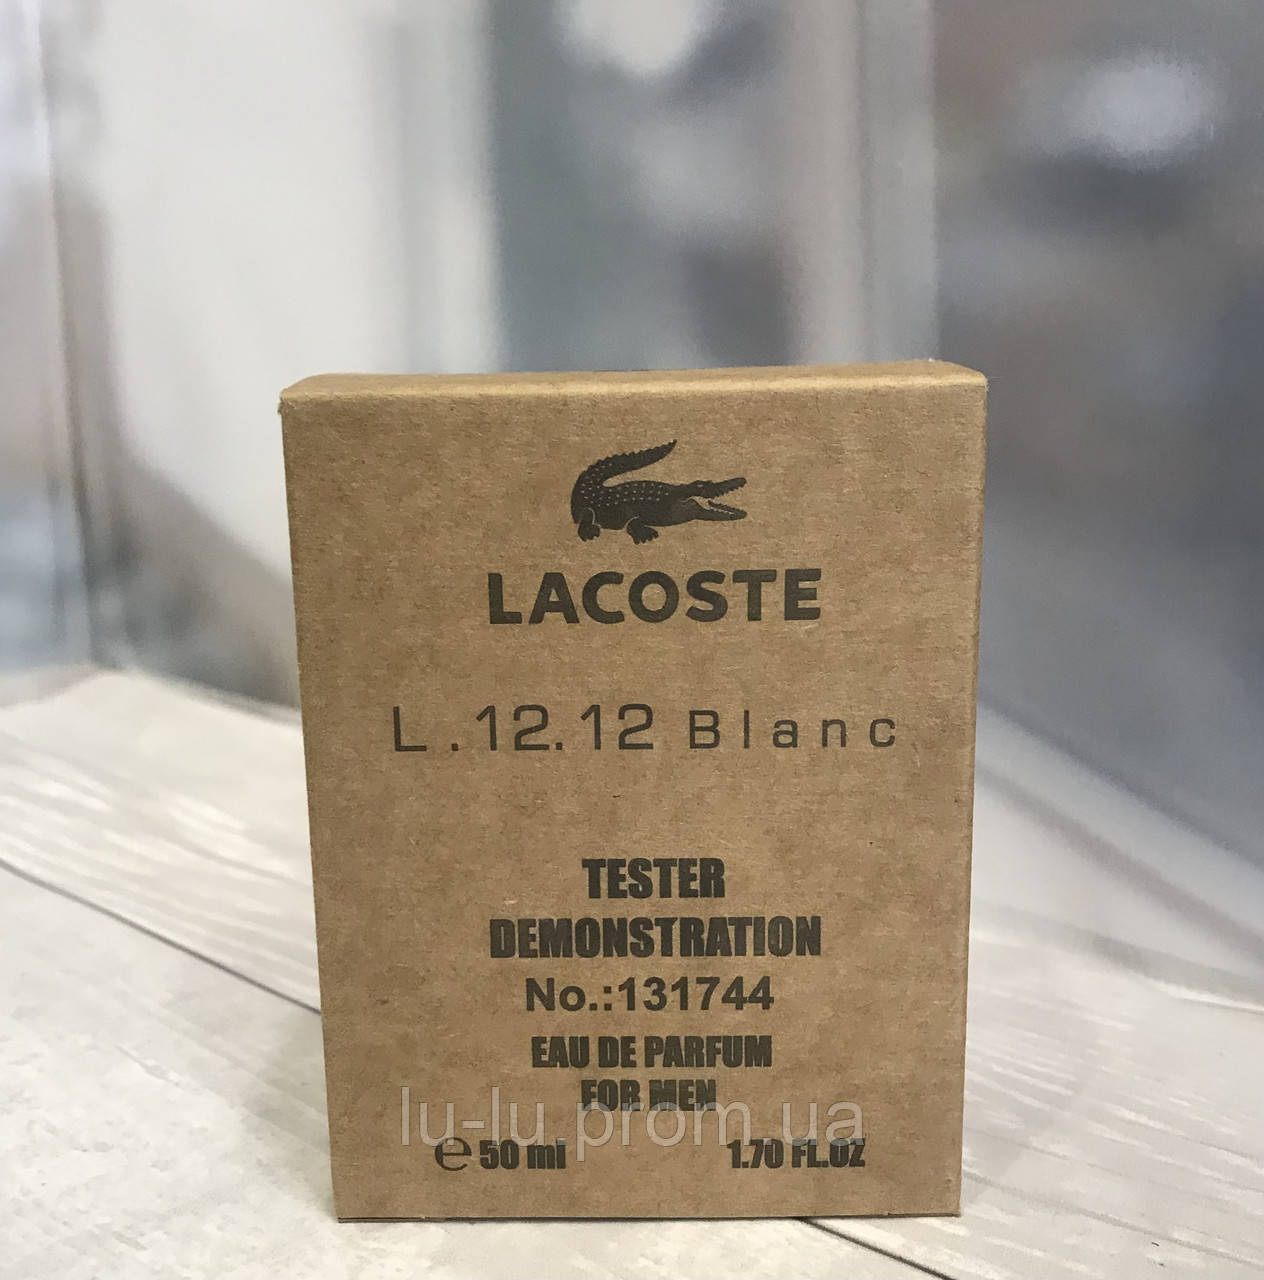 LACOSTE
L.12.12 Blanc
TESTER
DEMONSTRATION
No.:131744
EAU DE PARFUM
FOR MEN
lu-lu.prom.ua
℮ 50 ml 1.70 FL.OZ